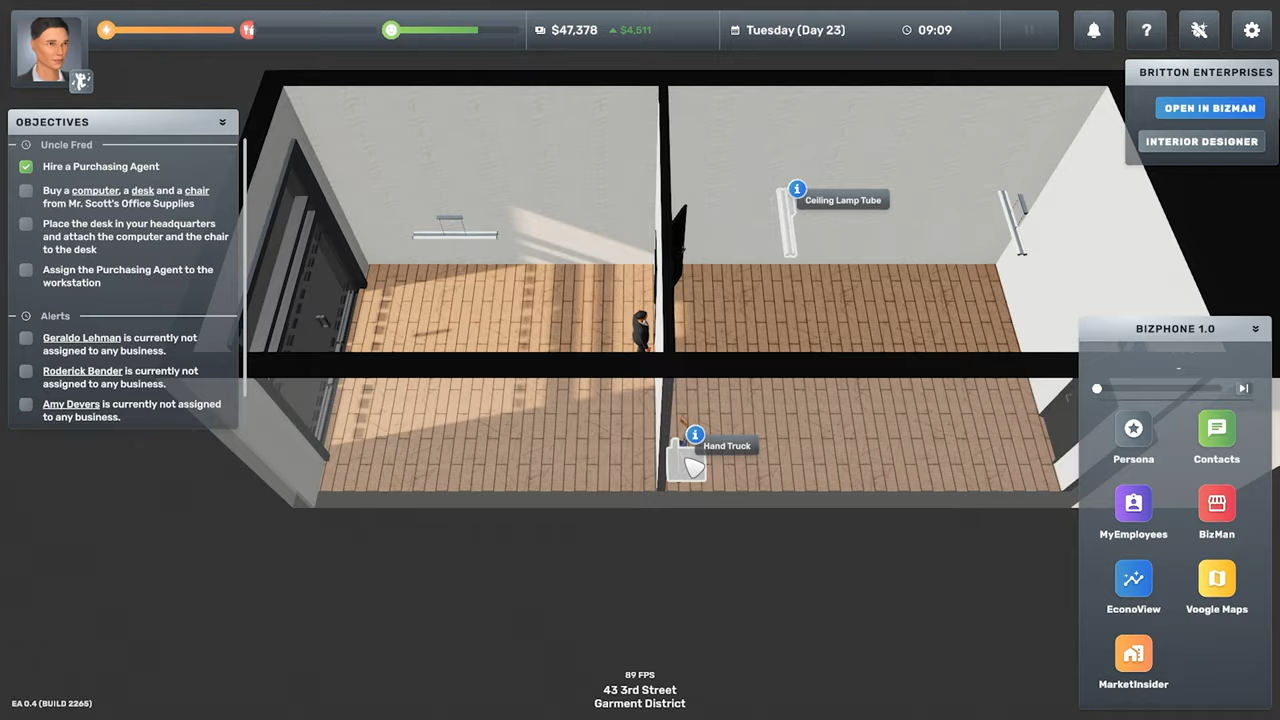 $47,378
$4,511
Tuesday (Day 23)
09:09
?
BRITTON ENTERPRISES
OPEN IN BIZMAN
INTERIOR DESIGNER
OBJECTIVES
Uncle Fred
Hire a Purchasing Agent
Buy a computer, a desk and a chair
from Mr. Scott's Office Supplies
Place the desk in your headquarters
and attach the computer and the chair
to the desk
Assign the Purchasing Agent to the
workstation
Alerts
Geraldo Lehman is currently not
assigned to any business.
Roderick Bender is currently not
assigned to any business.
Amy Devers is currently not assigned
to any business.
Ceiling Lamp Tube
Hand Truck
BIZPHONE 1.0
-
Persona
Contacts
MyEmployees
BizMan
EconoView
Voogle Maps
MarketInsider
89 FPS
43 3rd Street
Garment District
EA 0.4 (BUILD 2265)